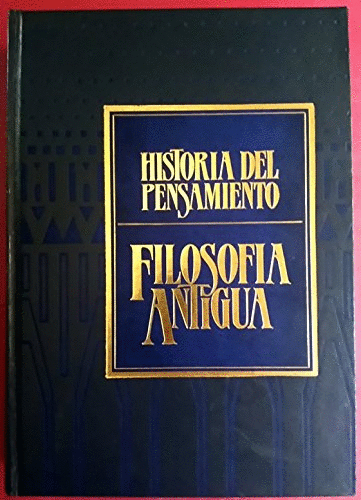 HISTORIA DEL
PENSAMIENTO
FILOSOFIA
ANTIGUA